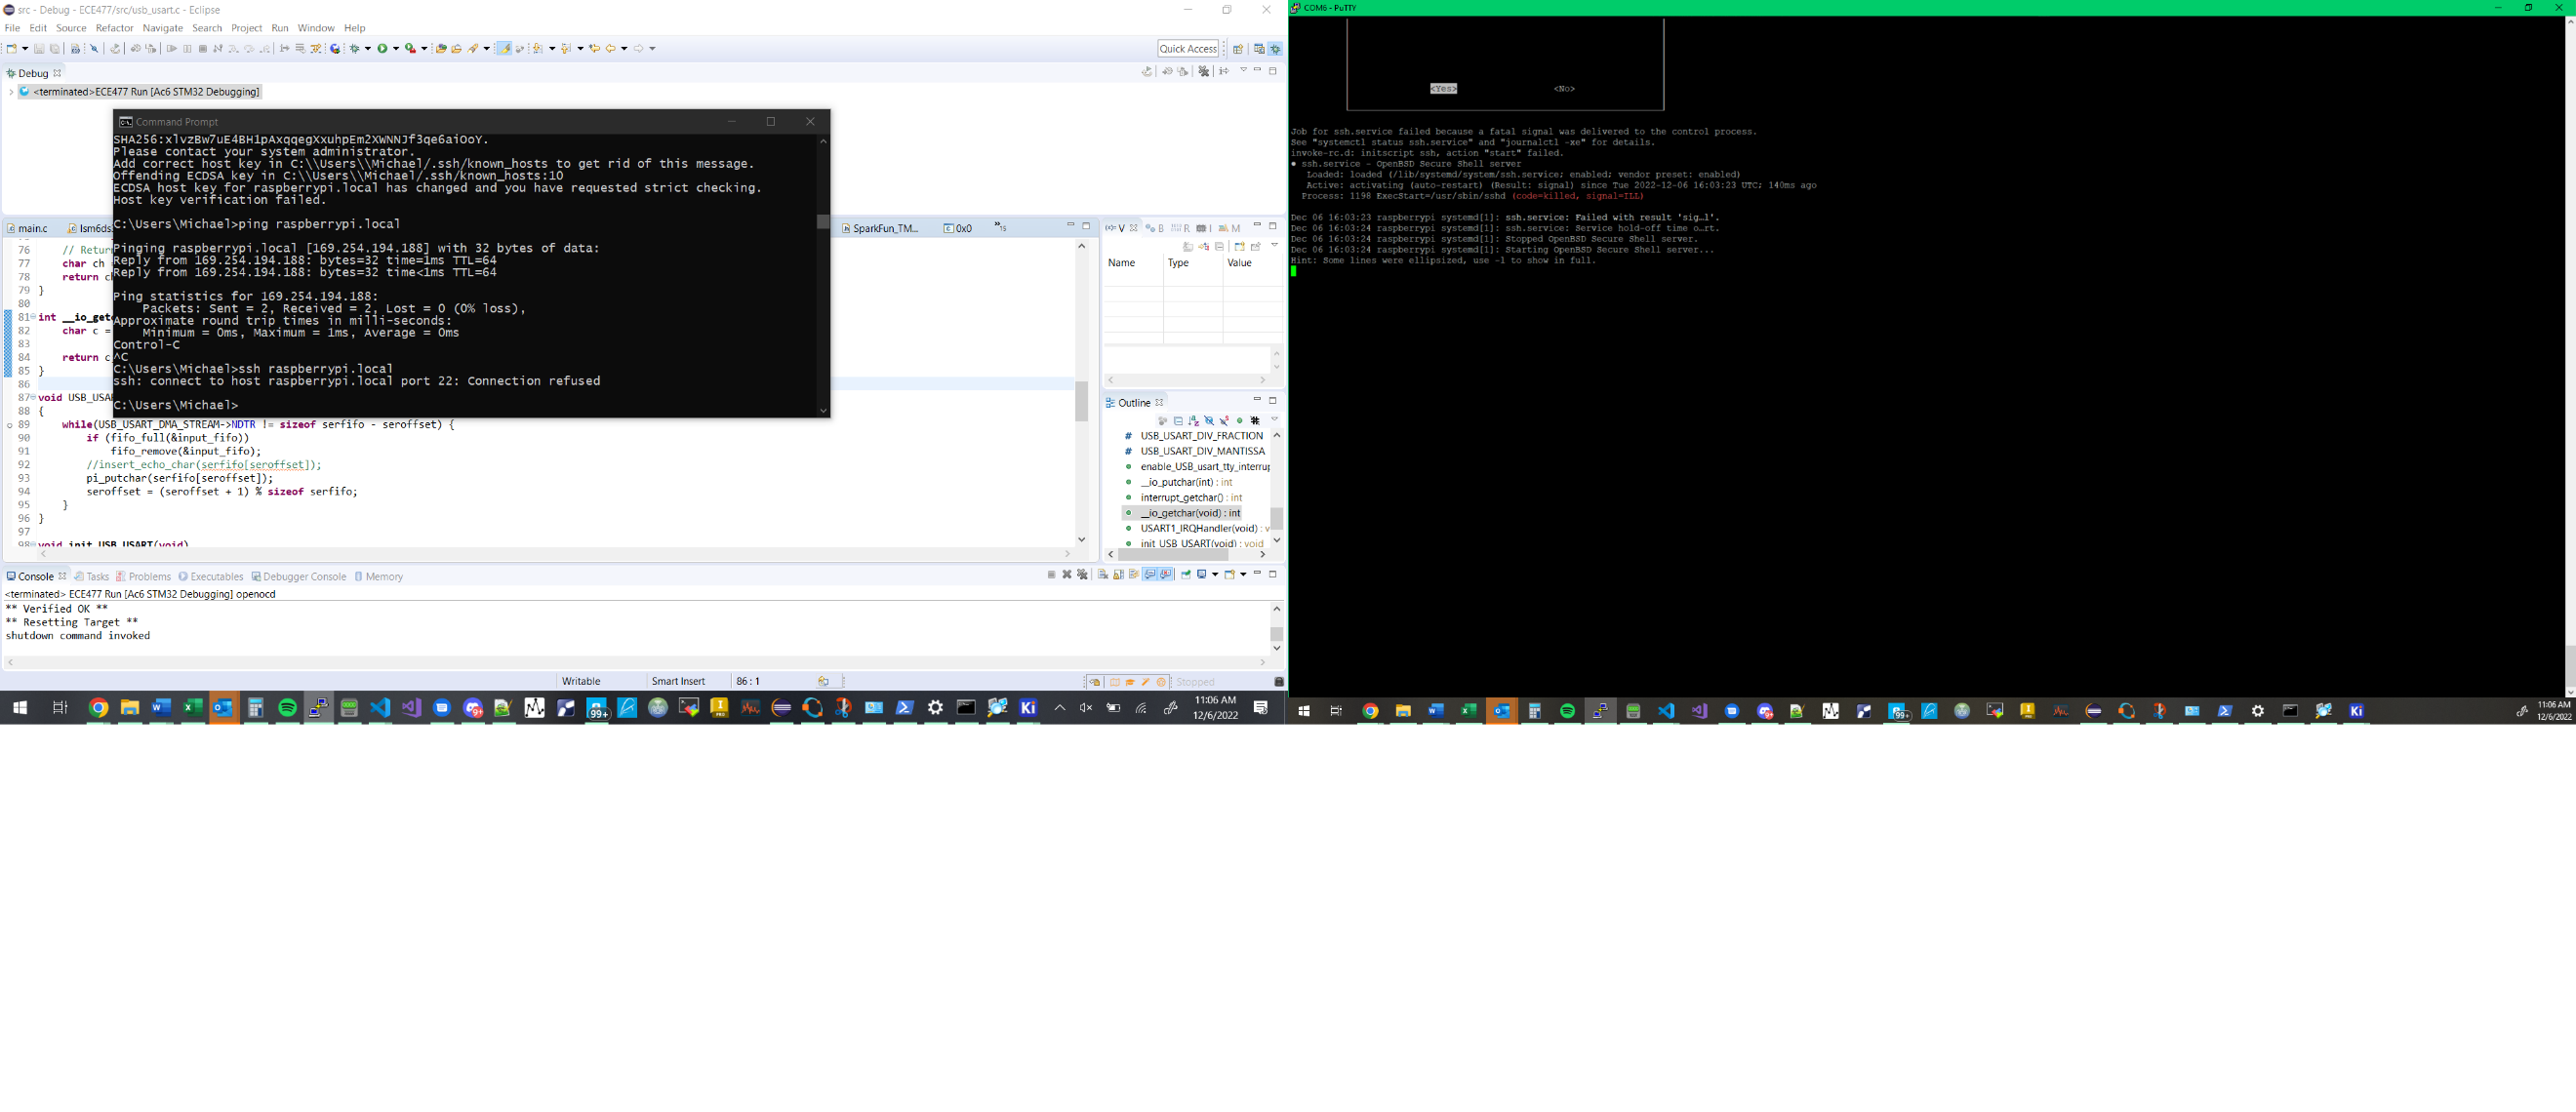 src - Debug - ECE477/src/usb_usart.c - Eclipse
File Edit Source Refactor Navigate Search Project Run Window Help
Quick Access
Debug
<terminated>ECE477 Run [Ac6 STM32 Debugging]
Command Prompt
SHA256:xlvzBw7uE4BH1pAxqqegXxuhpEm2XWNNJf3qe6aiOoY.
Please contact your system administrator.
Add correct host key in C:\\Users\\Michael/.ssh/known_hosts to get rid of this message.
Offending ECDSA key in C:\\Users\\Michael/.ssh/known_hosts:10
ECDSA host key for raspberrypi.local has changed and you have requested strict checking.
Host key verification failed.
C:\Users\Michael>ping raspberrypi.local
Pinging raspberrypi.local [169.254.194.188] with 32 bytes of data:
Reply from 169.254.194.188: bytes=32 time=1ms TTL=64
Reply from 169.254.194.188: bytes=32 time<1ms TTL=64
Ping statistics for 169.254.194.188:
Packets: Sent = 2, Received = 2, Lost = 0 (0% loss),
Approximate round trip times in milli-seconds:
Minimum = 0ms, Maximum = 1ms, Average = 0ms
Control-C
^C
C:\Users\Michael>ssh raspberrypi.local
ssh: connect to host raspberrypi.local port 22: Connection refused
C:\Users\Michael>
main.c lsm6ds SparkFun_TM... 0x0 »15
76 // Retur
77 char ch
78 return ch
79 }
80
81 int __io_get
82 char c =
83
84 return c
85 }
86
87 void USB_USA
88 {
89 while(USB_USART_DMA_STREAM->NDTR != sizeof serfifo - seroffset) {
90 if (fifo_full(&input_fifo))
91 fifo_remove(&input_fifo);
92 //insert_echo_char(serfifo[seroffset]);
93 pi_putchar(serfifo[seroffset]);
94 seroffset = (seroffset + 1) % sizeof serfifo;
95 }
96 }
97
98 void init_USB_USART(void)
(x)= V B R I M
Name Type Value
Outline
# USB_USART_DIV_FRACTION
# USB_USART_DIV_MANTISSA
enable_USB_usart_tty_interrup
__io_putchar(int) : int
interrupt_getchar() : int
__io_getchar(void) : int
USART1_IRQHandler(void) : v
init_USB_USART(void) : void
Console Tasks Problems Executables Debugger Console Memory
<terminated> ECE477 Run [Ac6 STM32 Debugging] openocd
** Verified OK **
** Resetting Target **
shutdown command invoked
Writable Smart Insert 86 : 1 Stopped
99+ 9+ PRO Ki
11:06 AM
12/6/2022
COM6 - PuTTY
<Yes> <No>
Job for ssh.service failed because a fatal signal was delivered to the control process.
See "systemctl status ssh.service" and "journalctl -xe" for details.
invoke-rc.d: initscript ssh, action "start" failed.
● ssh.service - OpenBSD Secure Shell server
Loaded: loaded (/lib/systemd/system/ssh.service; enabled; vendor preset: enabled)
Active: activating (auto-restart) (Result: signal) since Tue 2022-12-06 16:03:23 UTC; 140ms ago
Process: 1198 ExecStart=/usr/sbin/sshd (code=killed, signal=ILL)
Dec 06 16:03:23 raspberrypi systemd[1]: ssh.service: Failed with result 'sig…l'.
Dec 06 16:03:24 raspberrypi systemd[1]: ssh.service: Service hold-off time o…rt.
Dec 06 16:03:24 raspberrypi systemd[1]: Stopped OpenBSD Secure Shell server.
Dec 06 16:03:24 raspberrypi systemd[1]: Starting OpenBSD Secure Shell server...
Hint: Some lines were ellipsized, use -l to show in full.
99+ Ki
11:06 AM
12/6/2022